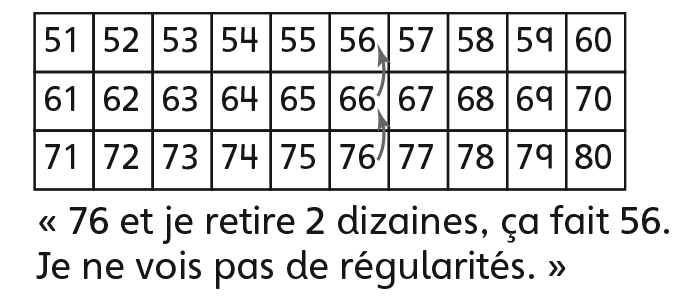 51 52 53 54 55 56 57 58 59 60
61 62 63 64 65 66 67 68 69 70
71 72 73 74 75 76 77 78 79 80
« 76 et je retire 2 dizaines, ça fait 56.
Je ne vois pas de régularités. »